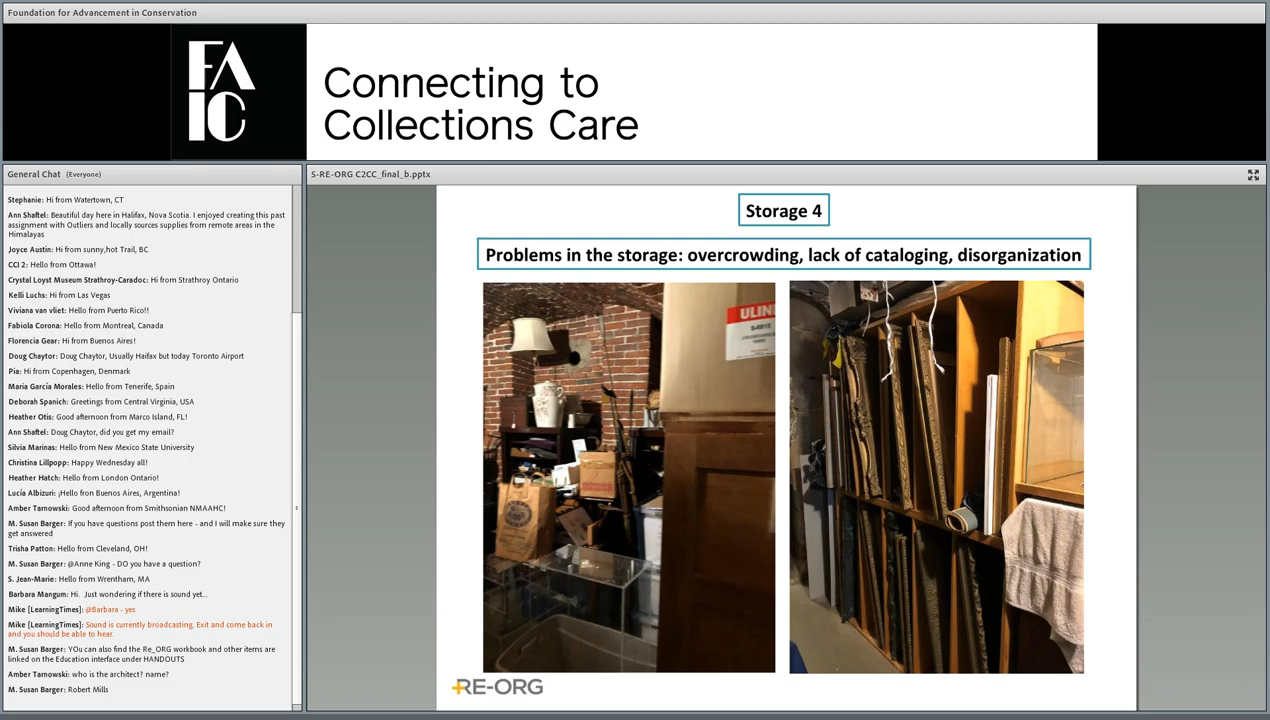 Foundation for Advancement in Conservation
FA
IC
Connecting to
Collections Care
General Chat (Everyone)
Stephanie: Hi from Watertown, CT
Ann Shaftel: Beautiful day here in Halifax, Nova Scotia. I enjoyed creating this past
assignment with Outliers and locally sources supplies from remote areas in the
Himalayas
Joyce Austin: Hi from sunny,hot Trail, BC
CCI 2: Hello from Ottawa!
Crystal Loyst Museum Strathroy-Caradoc: Hi from Strathroy Ontario
Kelli Luchs: Hi from Las Vegas
Viviana van vliet: Hello from Puerto Rico!!
Fabiola Corona: Hello from Montreal, Canada
Florencia Gear: Hi from Buenos Aires!
Doug Chaytor: Doug Chaytor, Usually Haifax but today Toronto Airport
Pia: Hi from Copenhagen, Denmark
Maria García Morales: Hello from Tenerife, Spain
Deborah Spanich: Greetings from Central Virginia, USA
Heather Otis: Good afternoon from Marco Island, FL!
Ann Shaftel: Doug Chaytor, did you get my email?
Silvia Marinas: Hello from New Mexico State University
Christina Lillpopp: Happy Wednesday all!
Heather Hatch: Hello from London Ontario!
Lucía Albizuri: ¡Hello fron Buenos Aires, Argentina!
Amber Tarnowski: Good afternoon from Smithsonian NMAAHC!
M. Susan Barger: If you have questions post them here - and I will make sure they
get answered
Trisha Patton: Hello from Cleveland, OH!
M. Susan Barger: @Anne King - DO you have a question?
S. Jean-Marie: Hello from Wrentham, MA
Barbara Mangum: Hi. Just wondering if there is sound yet...
Mike [LearningTimes]: @Barbara - yes
Mike [LearningTimes]: Sound is currently broadcasting. Exit and come back in
and you should be able to hear.
M. Susan Barger: YOu can also find the Re_ORG workbook and other items are
linked on the Education interface under HANDOUTS
Amber Tarnowski: who is the architect? name?
M. Susan Barger: Robert Mills
5-RE-ORG C2CC_final_b.pptx
Storage 4
Problems in the storage: overcrowding, lack of cataloging, disorganization
ULIN
RE-ORG